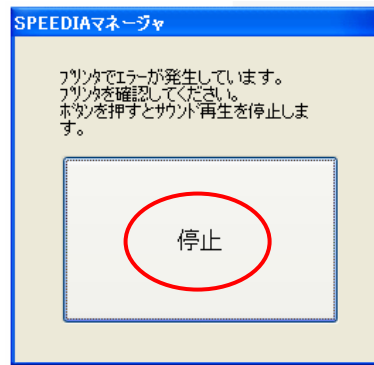 SPEEDIAマネージャ
プリンタでエラーが発生しています。
プリンタを確認してください。
ボタンを押すとサウンド再生を停止しま
す。
停止